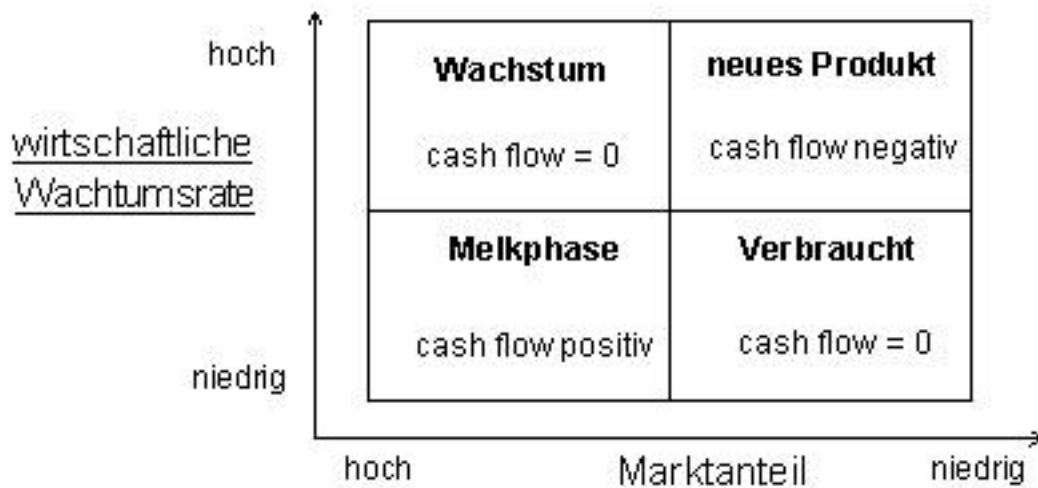 hoch
wirtschaftliche
Wachtumsrate
niedrig
Wachstum
cash flow = 0
neues Produkt
cash flow negativ
Melkphase
cash flow positiv
Verbraucht
cash flow = 0
hoch
Marktanteil
niedrig